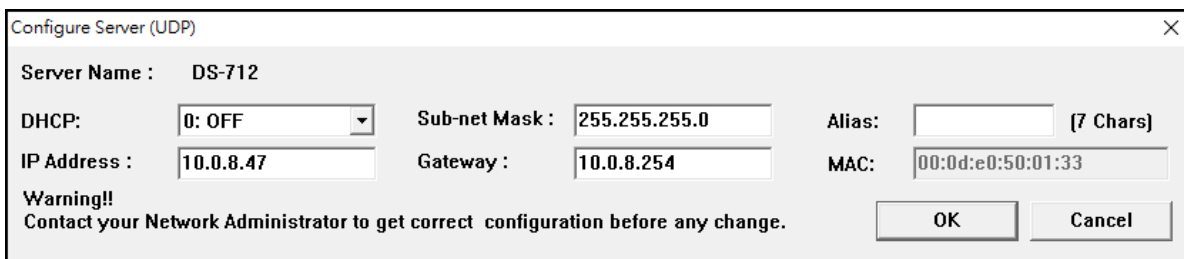 Configure Server (UDP)
Server Name : DS-712
DHCP: 0: OFF Sub-net Mask : 255.255.255.0 Alias: (7 Chars)
IP Address : 10.0.8.47 Gateway : 10.0.8.254 MAC: 00:0d:e0:50:01:33
Warning!!
Contact your Network Administrator to get correct configuration before any change.
OK Cancel